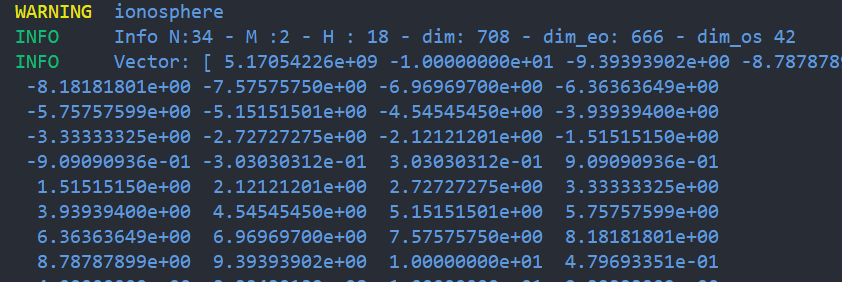 WARNING  ionosphere
INFO     Info N:34 - M :2 - H : 18 - dim: 708 - dim_eo: 666 - dim_os 42
INFO     Vector: [ 5.17054226e+09 -1.00000000e+01 -9.39393902e+00
-8.18181801e+00 -7.57575750e+00 -6.96969700e+00 -6.36363649e+00
-5.75757599e+00 -5.15151501e+00 -4.54545450e+00 -3.93939400e+00
-3.33333325e+00 -2.72727275e+00 -2.12121201e+00 -1.51515150e+00
-9.09090936e-01 -3.03030312e-01 3.03030312e-01 9.09090936e-01
1.51515150e+00 2.12121201e+00 2.72727275e+00 3.33333325e+00
3.93939400e+00 4.54545450e+00 5.15151501e+00 5.75757599e+00
6.36363649e+00 6.96969700e+00 7.57575750e+00 8.18181801e+00
8.78787899e+00 9.39393902e+00 1.00000000e+01 4.79693351e-01